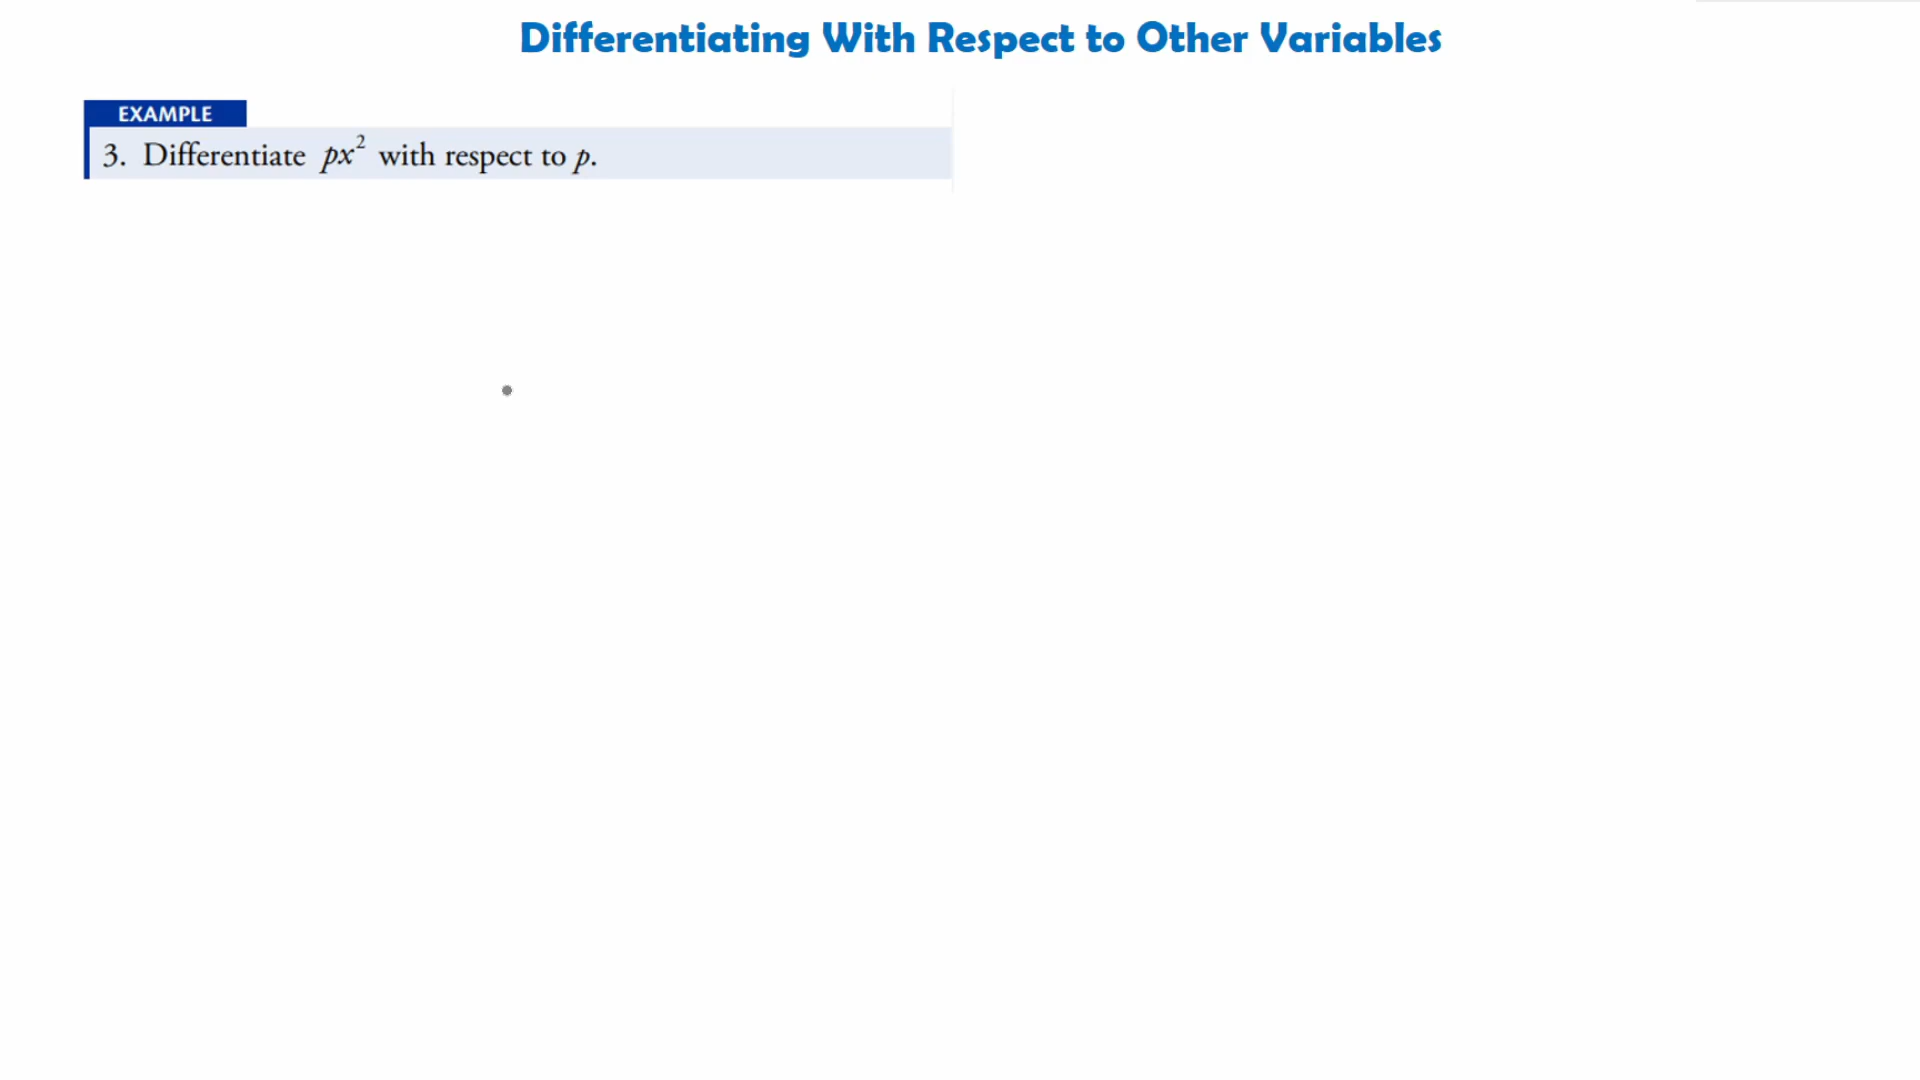 Differentiating With Respect to Other Variables
EXAMPLE
3. Differentiate px² with respect to p.